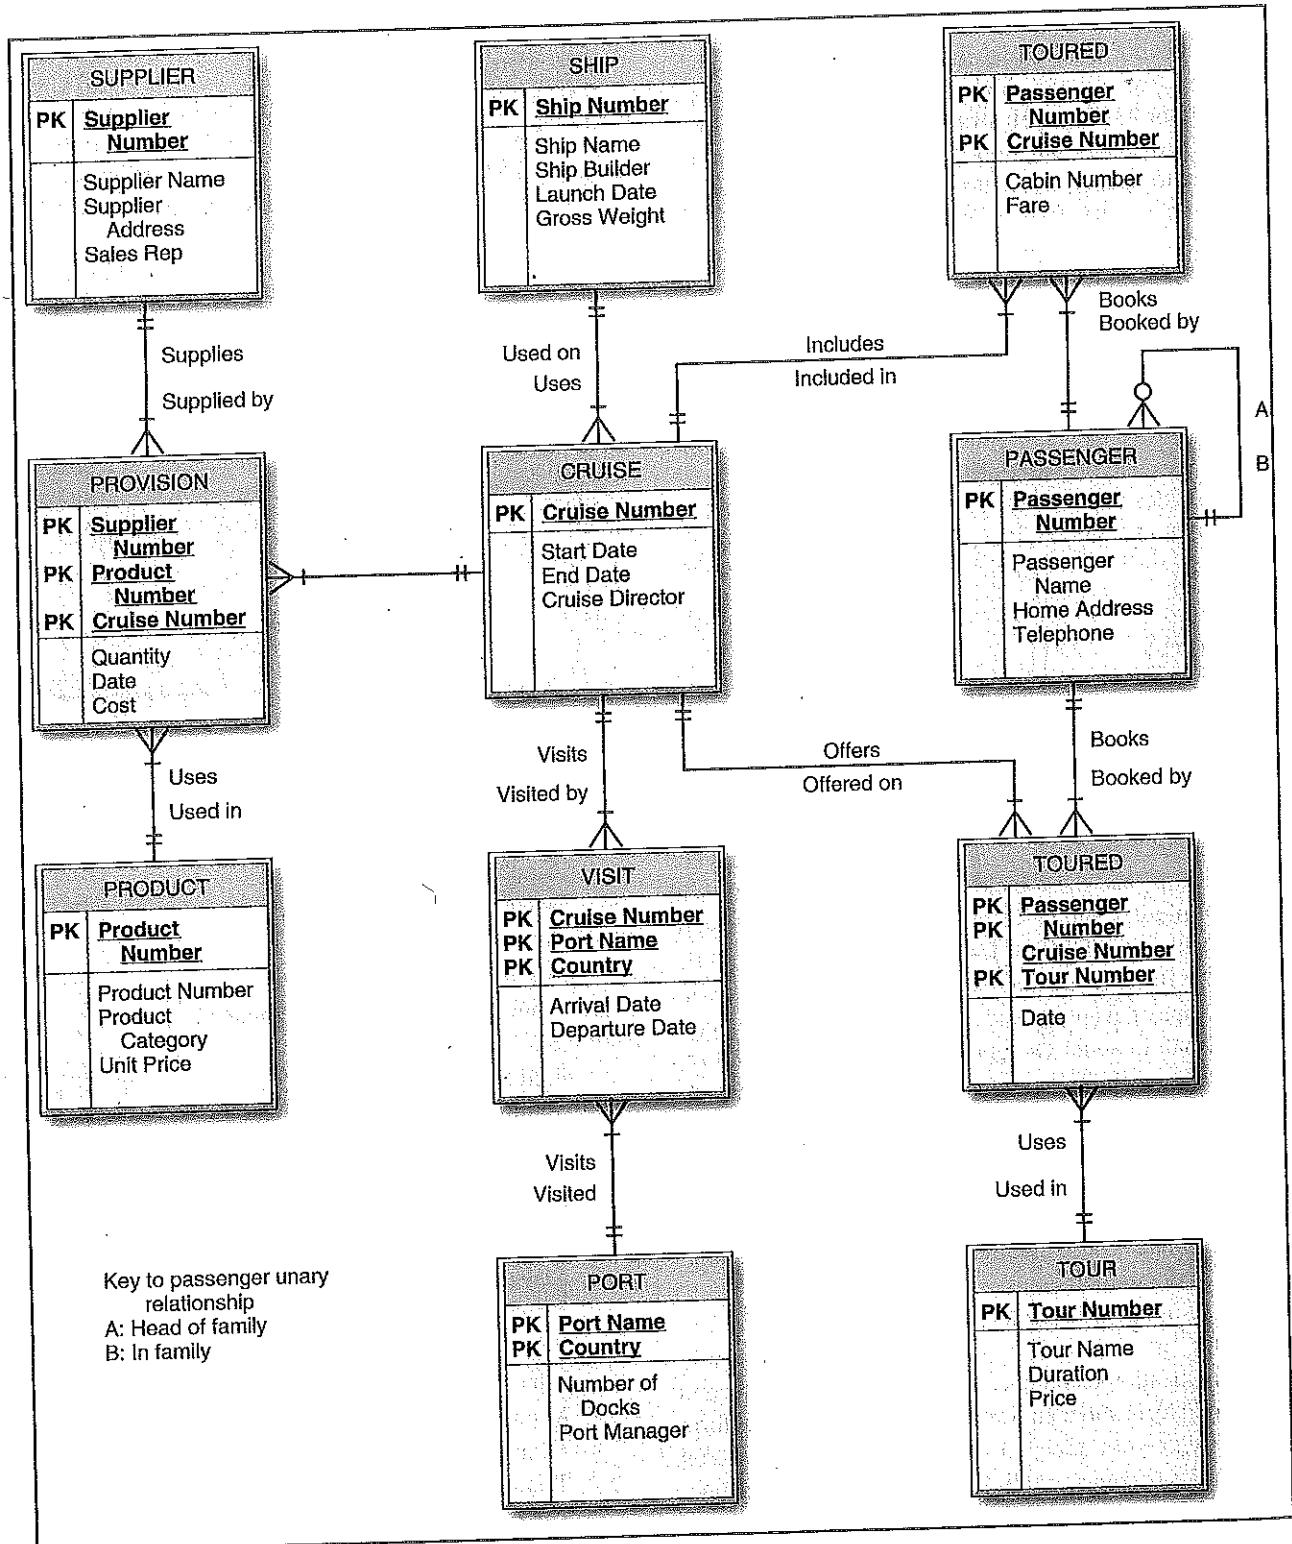 SUPPLIER
PK Supplier
Number
Supplier Name
Supplier
Address
Sales Rep
SHIP
PK Ship Number
Ship Name
Ship Builder
Launch Date
Gross Weight
TOURED
PK Passenger
Number
PK Cruise Number
Cabin Number
Fare
Supplies
Supplied by
Used on
Uses
Includes
Included in
Books
Booked by
A
B
PROVISION
PK Supplier
Number
PK Product
Number
PK Cruise Number
Quantity
Date
Cost
CRUISE
PK Cruise Number
Start Date
End Date
Cruise Director
PASSENGER
PK Passenger
Number
Passenger
Name
Home Address
Telephone
Uses
Used in
Visits
Visited by
Offers
Offered on
Books
Booked by
PRODUCT
PK Product
Number
Product Number
Product
Category
Unit Price
VISIT
PK Cruise Number
PK Port Name
PK Country
Arrival Date
Departure Date
TOURED
PK Passenger
PK Number
Cruise Number
PK Tour Number
Date
Visits
Visited
Uses
Used in
Key to passenger unary
relationship
A: Head of family
B: In family
PORT
PK Port Name
PK Country
Number of
Docks
Port Manager
TOUR
PK Tour Number
Tour Name
Duration
Price